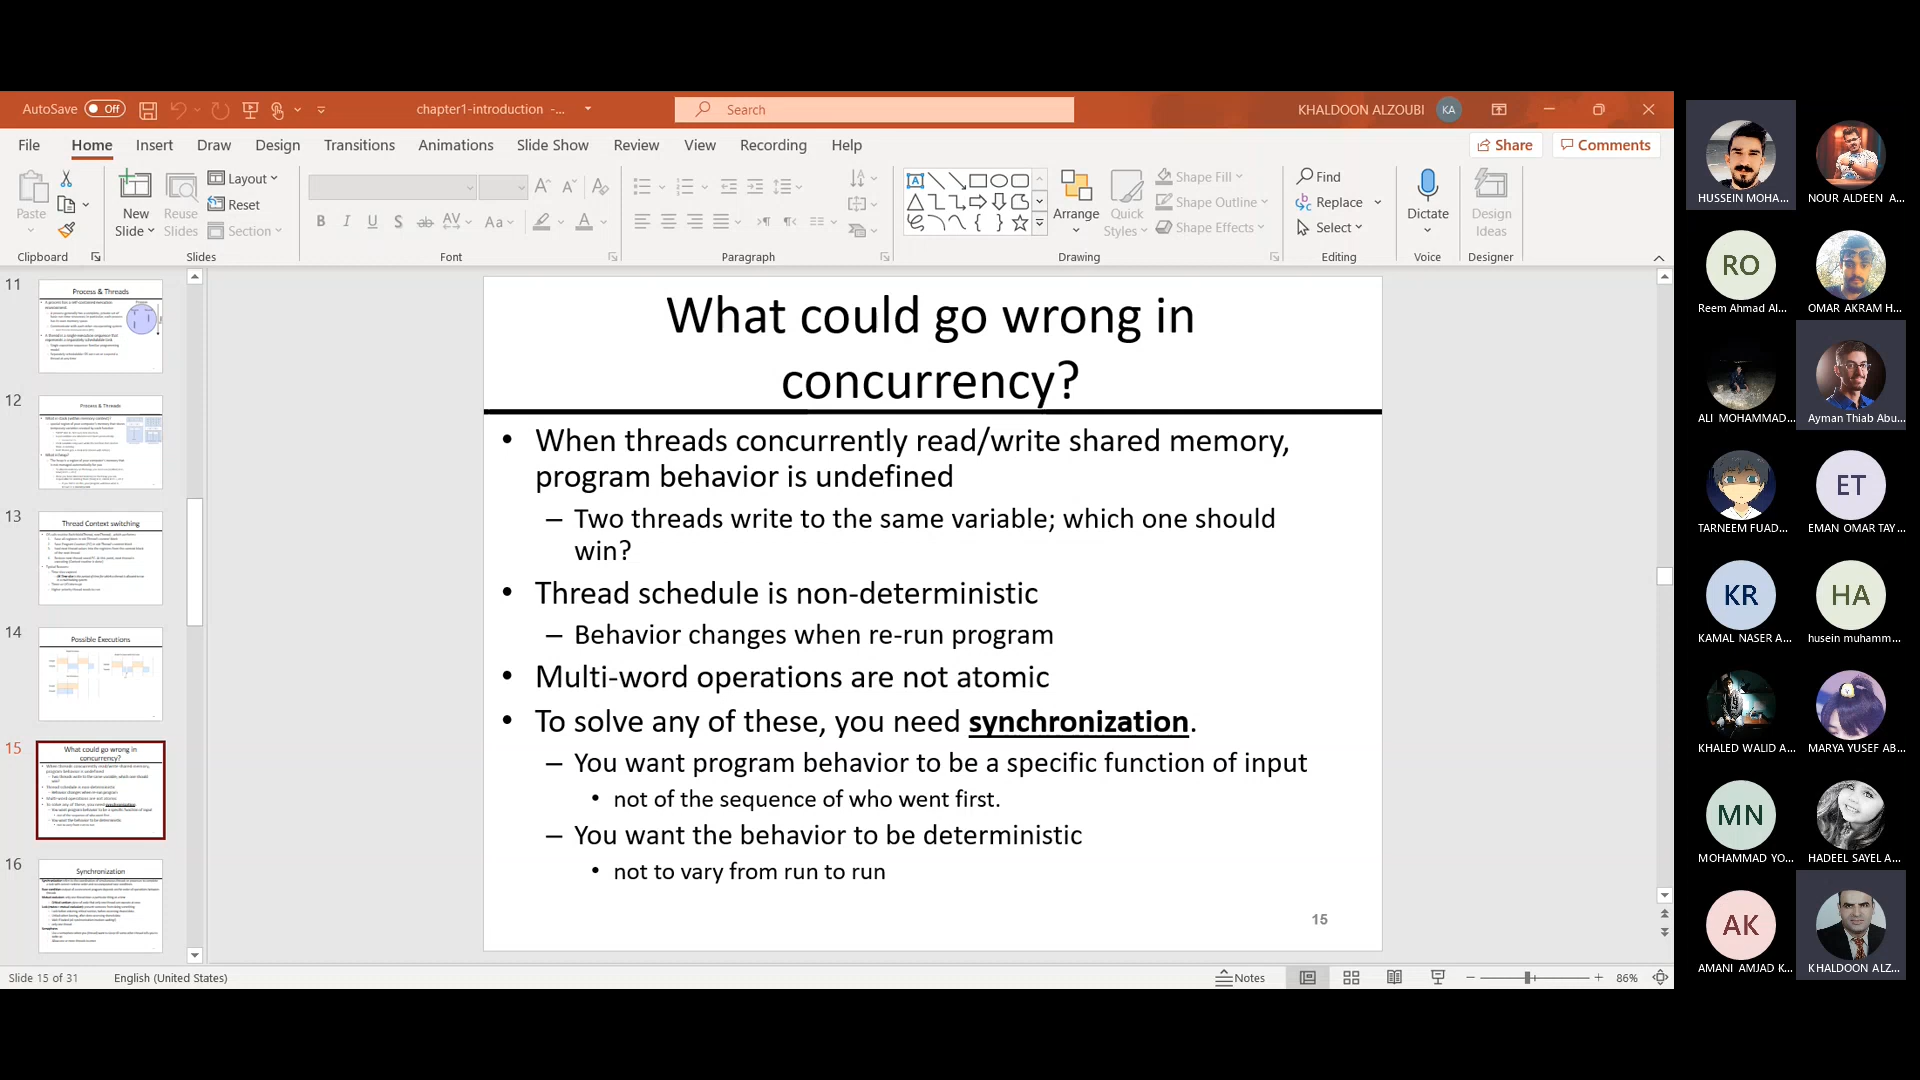 AutoSave Off
chapter1-introduction -...
Search
KHALDOON ALZOUBI KA
File Home Insert Draw Design Transitions Animations Slide Show Review View Recording Help
Share Comments
Paste
Clipboard
New Slide
Reuse Slides
Layout
Reset
Section
Slides
B I U S ab AV Aa A
Font
Paragraph
Arrange
Quick Styles
Shape Fill
Shape Outline
Shape Effects
Drawing
Find
Replace
Select
Editing
Dictate
Voice
Design Ideas
Designer
11
Process & Threads
12
Process & Threads
13
Thread Context switching
14
Possible Executions
15
What could go wrong in
concurrency?
16
Synchronization
What could go wrong in
concurrency?
• When threads concurrently read/write shared memory,
program behavior is undefined
– Two threads write to the same variable; which one should
win?
• Thread schedule is non-deterministic
– Behavior changes when re-run program
• Multi-word operations are not atomic
• To solve any of these, you need synchronization.
– You want program behavior to be a specific function of input
• not of the sequence of who went first.
– You want the behavior to be deterministic
• not to vary from run to run
15
Slide 15 of 31 English (United States)
Notes
86%
HUSSEIN MOHA...
NOUR ALDEEN A...
RO
Reem Ahmad Al...
OMAR AKRAM H...
ALI MOHAMMAD...
Ayman Thiab Abu...
TARNEEM FUAD...
ET
EMAN OMAR TAY...
KR
KAMAL NASER A...
HA
husein muhamm...
KHALED WALID A...
MARYA YUSEF AB...
MN
MOHAMMAD YO...
HADEEL SAYEL A...
AK
AMANI AMJAD K...
KHALDOON ALZ...